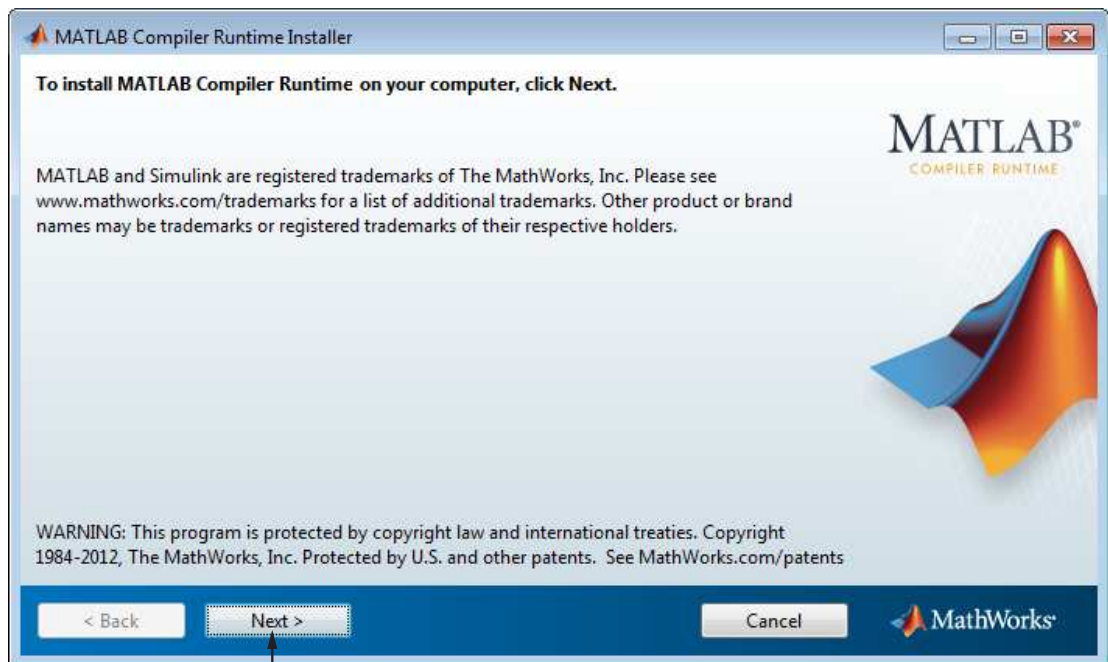 MATLAB Compiler Runtime Installer
To install MATLAB Compiler Runtime on your computer, click Next.
MATLAB®
COMPILER RUNTIME
MATLAB and Simulink are registered trademarks of The MathWorks, Inc. Please see
www.mathworks.com/trademarks for a list of additional trademarks. Other product or brand
names may be trademarks or registered trademarks of their respective holders.
WARNING: This program is protected by copyright law and international treaties. Copyright
1984-2012, The MathWorks, Inc. Protected by U.S. and other patents. See MathWorks.com/patents
< Back
Next >
Cancel
MathWorks®